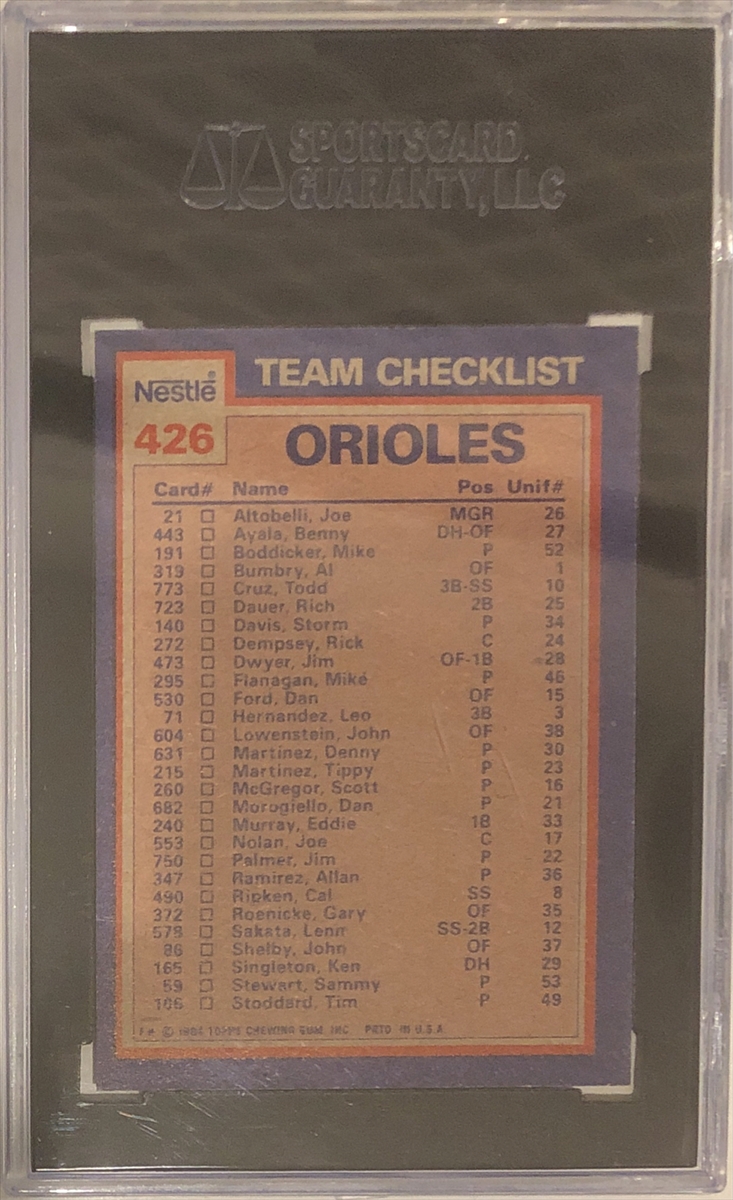 SPORTSCARD
GUARANTY, LLC
Nestlé®
TEAM CHECKLIST
426
ORIOLES
Card# Name Pos Unif#
21 Altobelli, Joe MGR 26
443 Ayala, Benny DH-OF 27
191 Boddicker, Mike P 52
319 Bumbry, Al OF 1
773 Cruz, Todd 3B-SS 10
723 Dauer, Rich 2B 25
140 Davis, Storm P 34
272 Dempsey, Rick C 24
473 Dwyer, Jim OF-1B 28
295 Flanagan, Mike P 46
530 Ford, Dan OF 15
71 Hernandez, Leo 3B 3
604 Lowenstein, John OF 38
631 Martinez, Denny P 30
215 Martinez, Tippy P 23
260 McGregor, Scott P 16
682 Morogiello, Dan P 21
240 Murray, Eddie 1B 33
553 Nolan, Joe C 17
750 Palmer, Jim P 22
347 Ramirez, Allan P 36
490 Ripken, Cal SS 8
372 Roenicke, Gary OF 35
578 Sakata, Lenn SS-2B 12
86 Shelby, John OF 37
165 Singleton, Ken DH 29
59 Stewart, Sammy P 53
106 Stoddard, Tim P 49
© 1984 TOPPS CHEWING GUM, INC. PRTD. IN U.S.A.